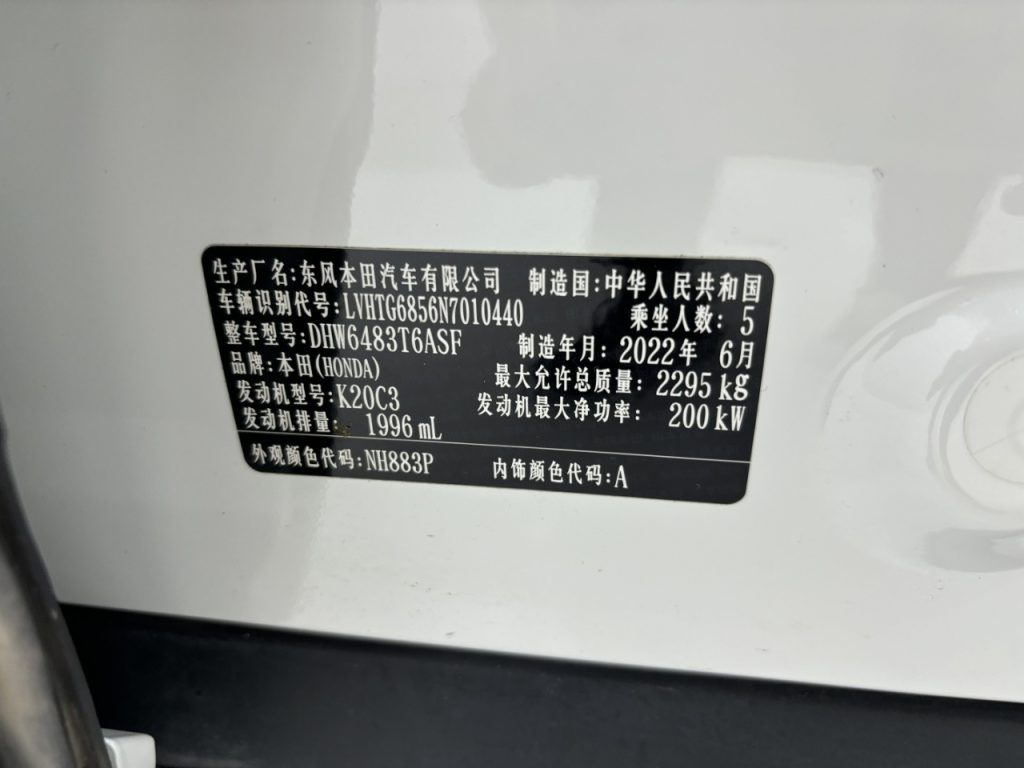 生产厂名:东风本田汽车有限公司 制造国:中华人民共和国
车辆识别代号:LVHTG6856N7010440 乘坐人数: 5
整车型号:DHW6483T6ASF 制造年月: 2022年 6月
品牌:本田(HONDA) 最大允许总质量: 2295 kg
发动机型号:K20C3 发动机最大净功率: 200 kW
发动机排量: 1996 mL
外观颜色代码:NH883P 内饰颜色代码:A